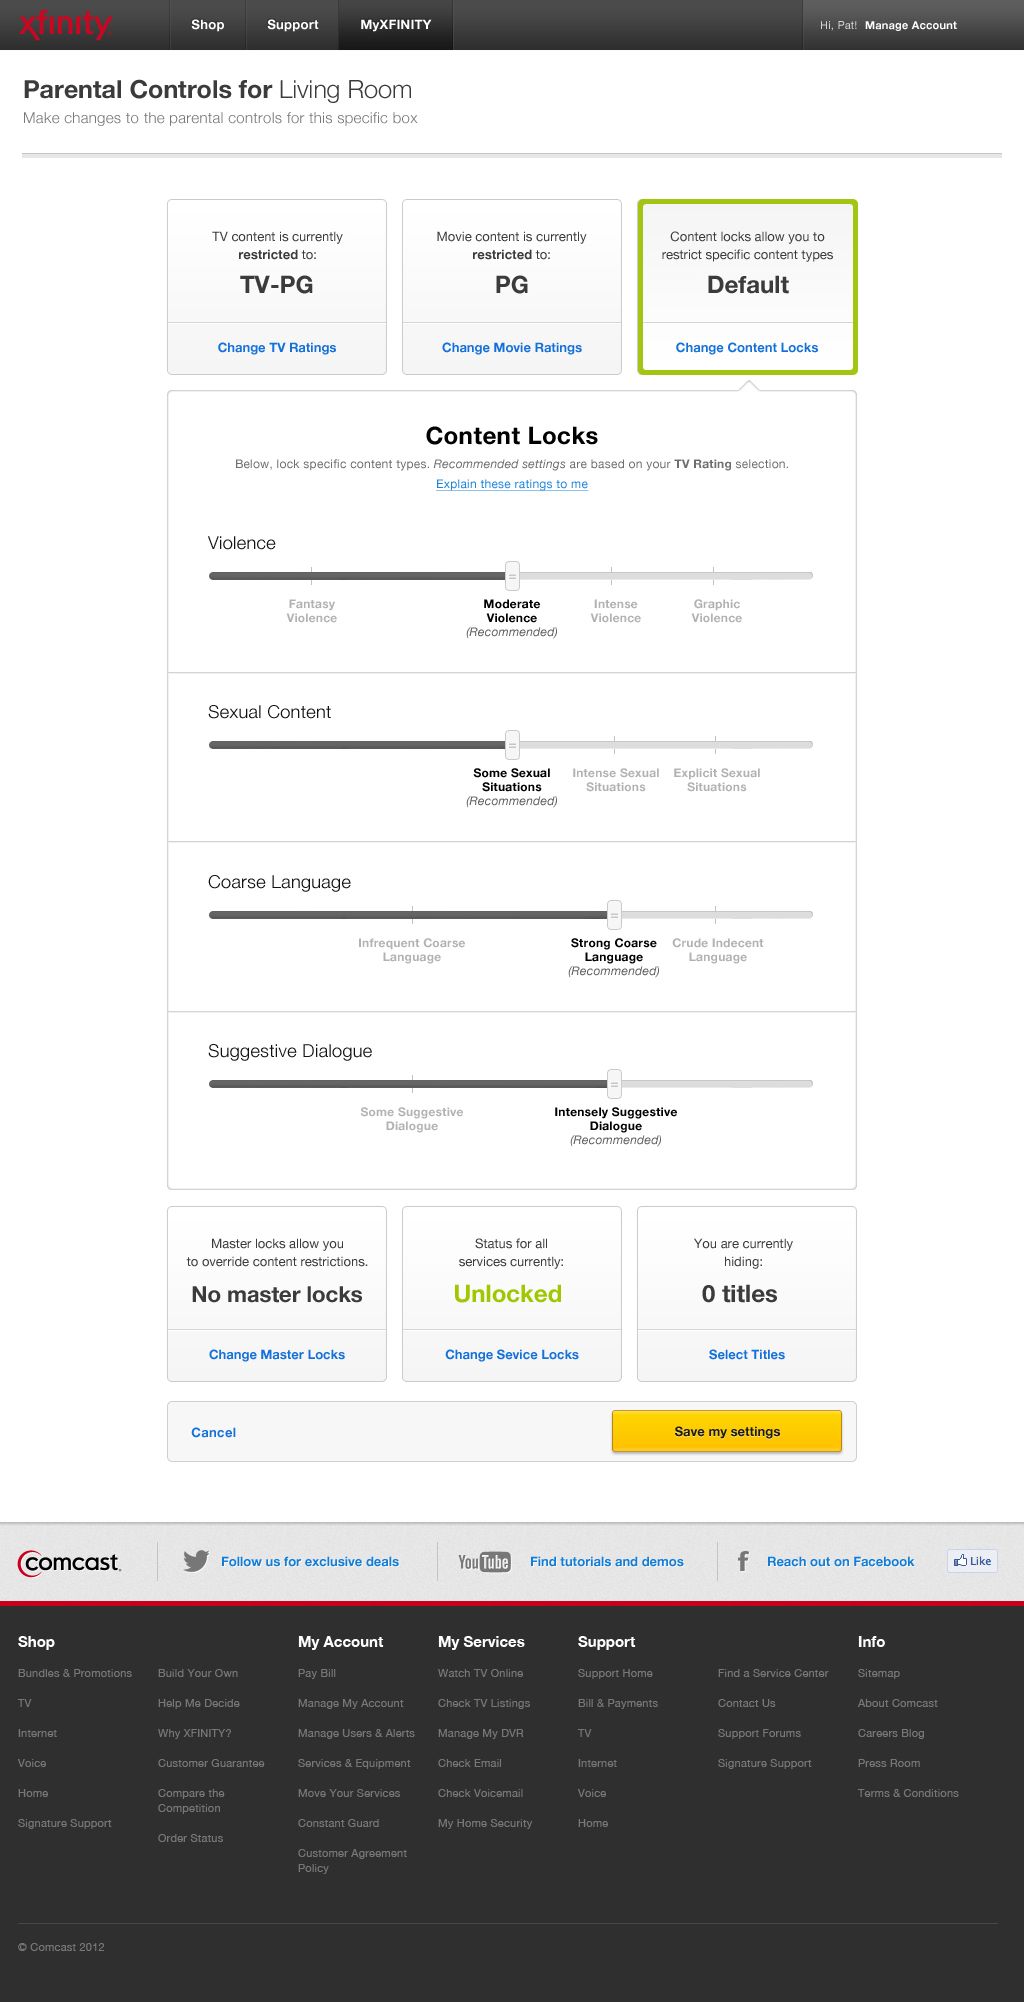 xfinity
Shop
Support
MyXFINITY
Hi, Pat! Manage Account
Parental Controls for Living Room
Make changes to the parental controls for this specific box
TV content is currently
restricted to:
TV-PG
Change TV Ratings
Movie content is currently
restricted to:
PG
Change Movie Ratings
Content locks allow you to
restrict specific content types
Default
Change Content Locks
Content Locks
Below, lock specific content types. Recommended settings are based on your TV Rating selection.
Explain these ratings to me
Violence
Fantasy
Violence
Moderate
Violence
(Recommended)
Intense
Violence
Graphic
Violence
Sexual Content
Some Sexual
Situations
(Recommended)
Intense Sexual
Situations
Explicit Sexual
Situations
Coarse Language
Infrequent Coarse
Language
Strong Coarse
Language
(Recommended)
Crude Indecent
Language
Suggestive Dialogue
Some Suggestive
Dialogue
Intensely Suggestive
Dialogue
(Recommended)
Master locks allow you
to override content restrictions.
No master locks
Change Master Locks
Status for all
services currently:
Unlocked
Change Sevice Locks
You are currently
hiding:
0 titles
Select Titles
Cancel
Save my settings
comcast.
Follow us for exclusive deals
YouTube
Find tutorials and demos
f
Reach out on Facebook
Like
Shop
Bundles & Promotions
TV
Internet
Voice
Home
Signature Support
Build Your Own
Help Me Decide
Why XFINITY?
Customer Guarantee
Compare the
Competition
Order Status
My Account
Pay Bill
Manage My Account
Manage Users & Alerts
Services & Equipment
Move Your Services
Constant Guard
Customer Agreement
Policy
My Services
Watch TV Online
Check TV Listings
Manage My DVR
Check Email
Check Voicemail
My Home Security
Support
Support Home
Bill & Payments
TV
Internet
Voice
Home
Find a Service Center
Contact Us
Support Forums
Signature Support
Info
Sitemap
About Comcast
Careers Blog
Press Room
Terms & Conditions
© Comcast 2012